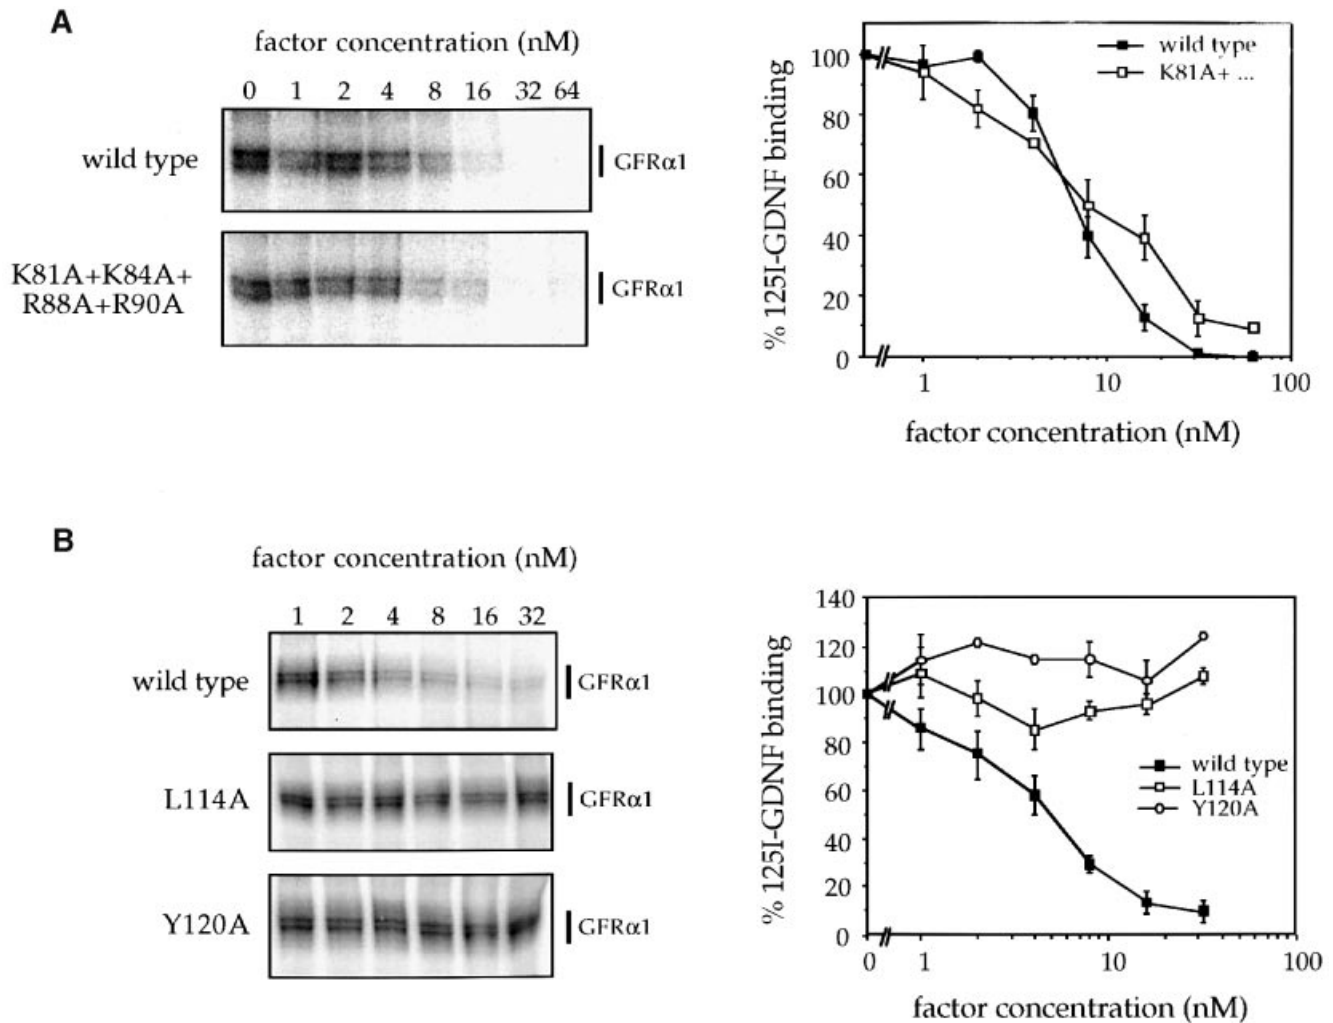 A
factor concentration (nM)
0 1 2 4 8 16 32 64
wild type
GFRα1
K81A+K84A+
R88A+R90A
GFRα1
% 125I-GDNF binding
100
80
60
40
20
0
wild type
K81A+ ...
1 10 100
factor concentration (nM)
B
factor concentration (nM)
1 2 4 8 16 32
wild type
GFRα1
L114A
GFRα1
Y120A
GFRα1
% 125I-GDNF binding
140
120
100
80
60
40
20
0
wild type
L114A
Y120A
0 1 10 100
factor concentration (nM)